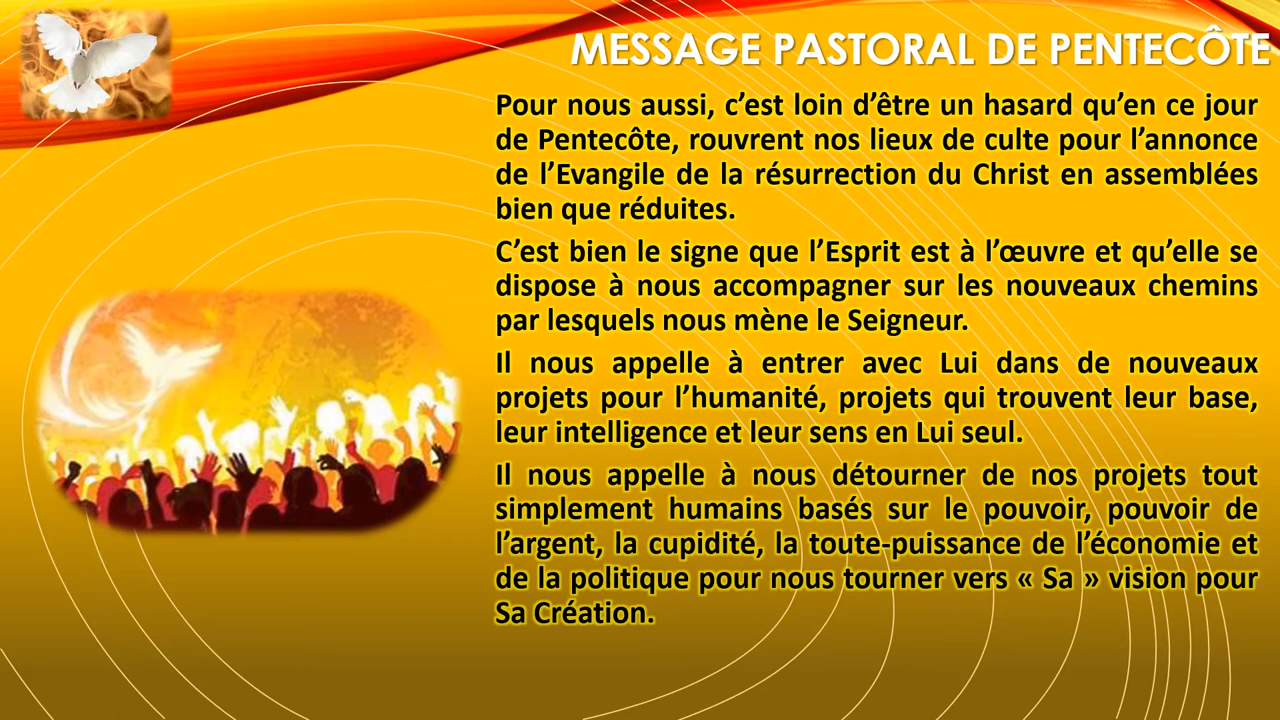 MESSAGE PASTORAL DE PENTECÔTE
Pour nous aussi, c’est loin d’être un hasard qu’en ce jour
de Pentecôte, rouvrent nos lieux de culte pour l’annonce
de l’Evangile de la résurrection du Christ en assemblées
bien que réduites.
C’est bien le signe que l’Esprit est à l’œuvre et qu’elle se
dispose à nous accompagner sur les nouveaux chemins
par lesquels nous mène le Seigneur.
Il nous appelle à entrer avec Lui dans de nouveaux
projets pour l’humanité, projets qui trouvent leur base,
leur intelligence et leur sens en Lui seul.
Il nous appelle à nous détourner de nos projets tout
simplement humains basés sur le pouvoir, pouvoir de
l’argent, la cupidité, la toute-puissance de l’économie et
de la politique pour nous tourner vers « Sa » vision pour
Sa Création.